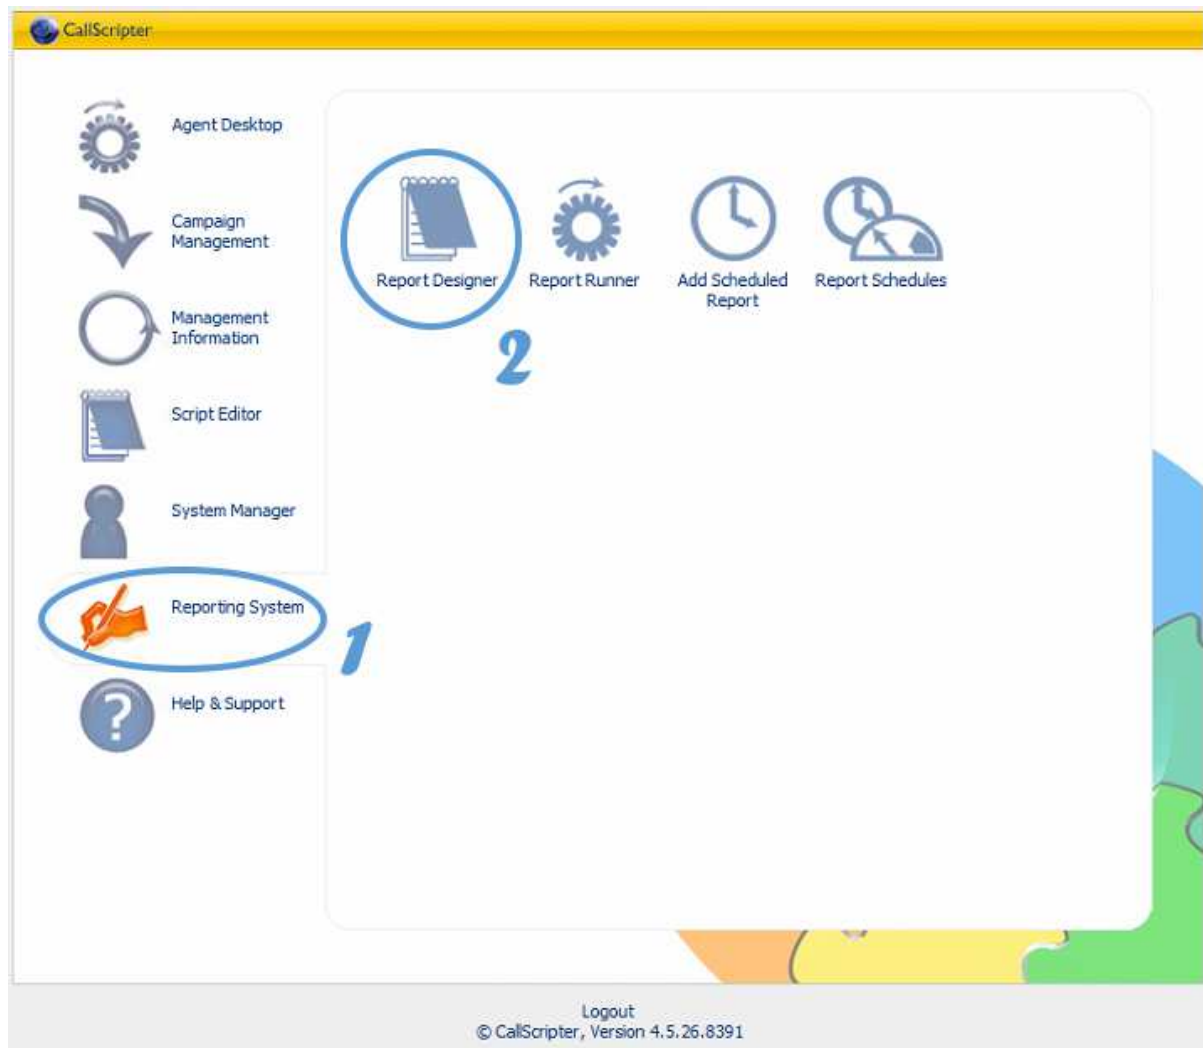 CallScripter
Agent Desktop
Campaign
Management
Management
Information
Script Editor
System Manager
Reporting System
1
?
Help & Support
Report Designer
Report Runner
Add Scheduled
Report
Report Schedules
2
Logout
© CallScripter, Version 4.5.26.8391